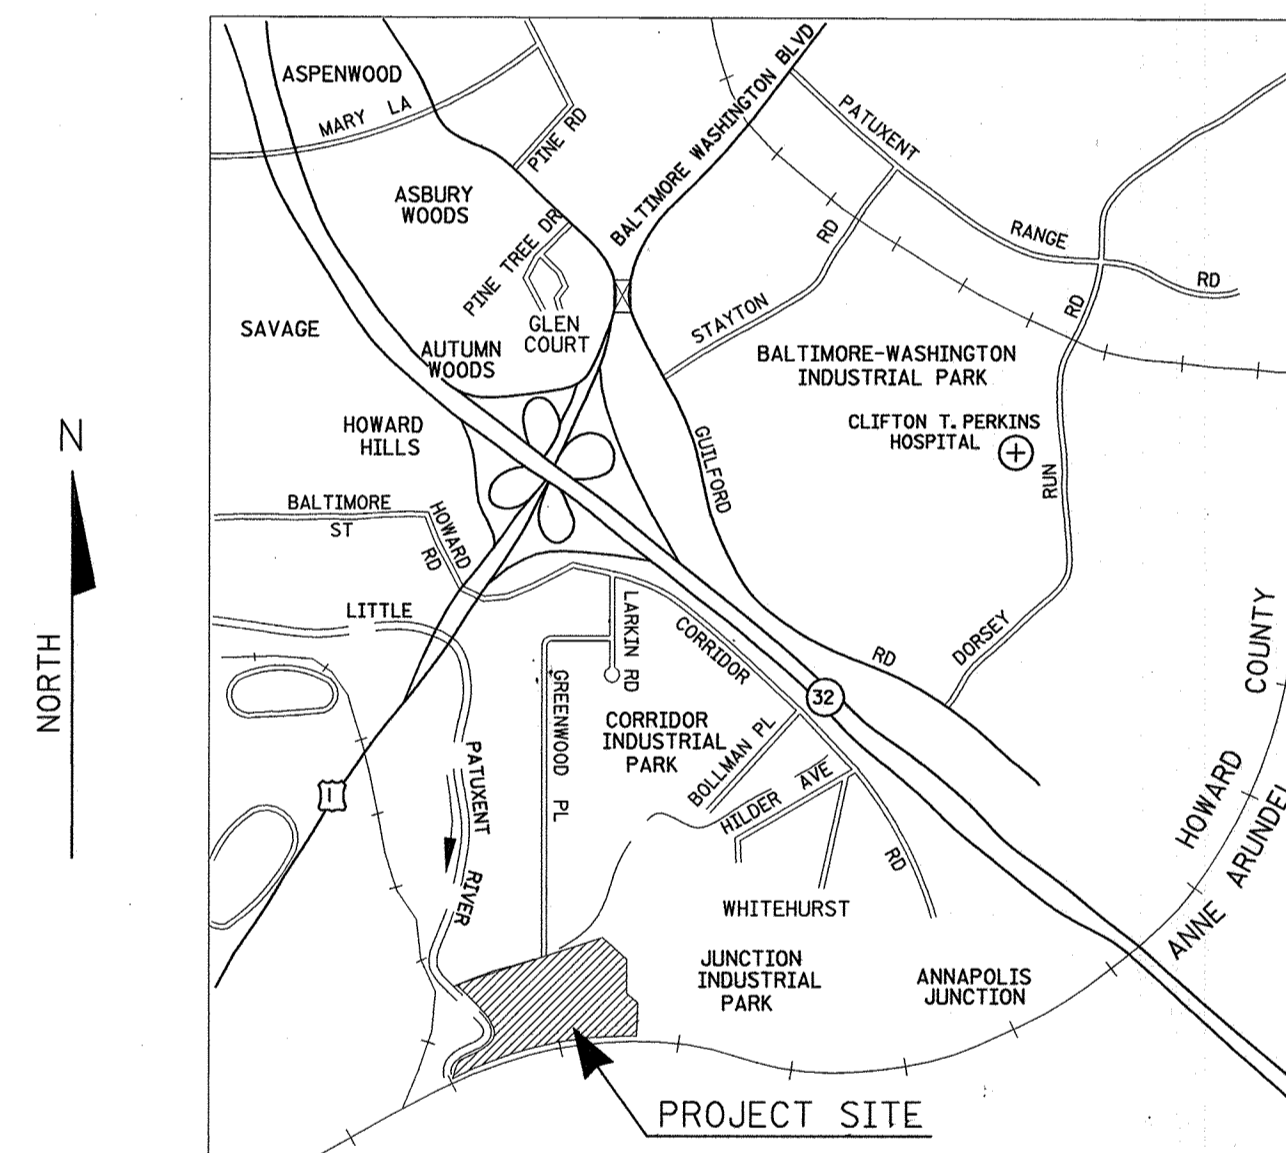 ASPENWOOD
MARY LA
PINE RD
BALTIMORE WASHINGTON BLVD
PATUXENT
RANGE
RD
ASBURY
WOODS
PINE TREE DR
GLEN
COURT
STAYTON
RD
SAVAGE
AUTUMN
WOODS
BALTIMORE-WASHINGTON
INDUSTRIAL PARK
CLIFTON T. PERKINS
HOSPITAL
HOWARD
HILLS
GUILFORD
RD
DORSEY
RUN
RD
N
NORTH
BALTIMORE
ST
HOWARD
RD
LITTLE
PATUXENT
RIVER
LARKIN RD
GREENWOOD PL
CORRIDOR
RD
32
1
CORRIDOR
INDUSTRIAL
PARK
BOLLMAN PL
HILDER AVE
WHITEHURST
JUNCTION
INDUSTRIAL
PARK
ANNAPOLIS
JUNCTION
HOWARD
COUNTY
ANNE ARUNDEL
PROJECT SITE